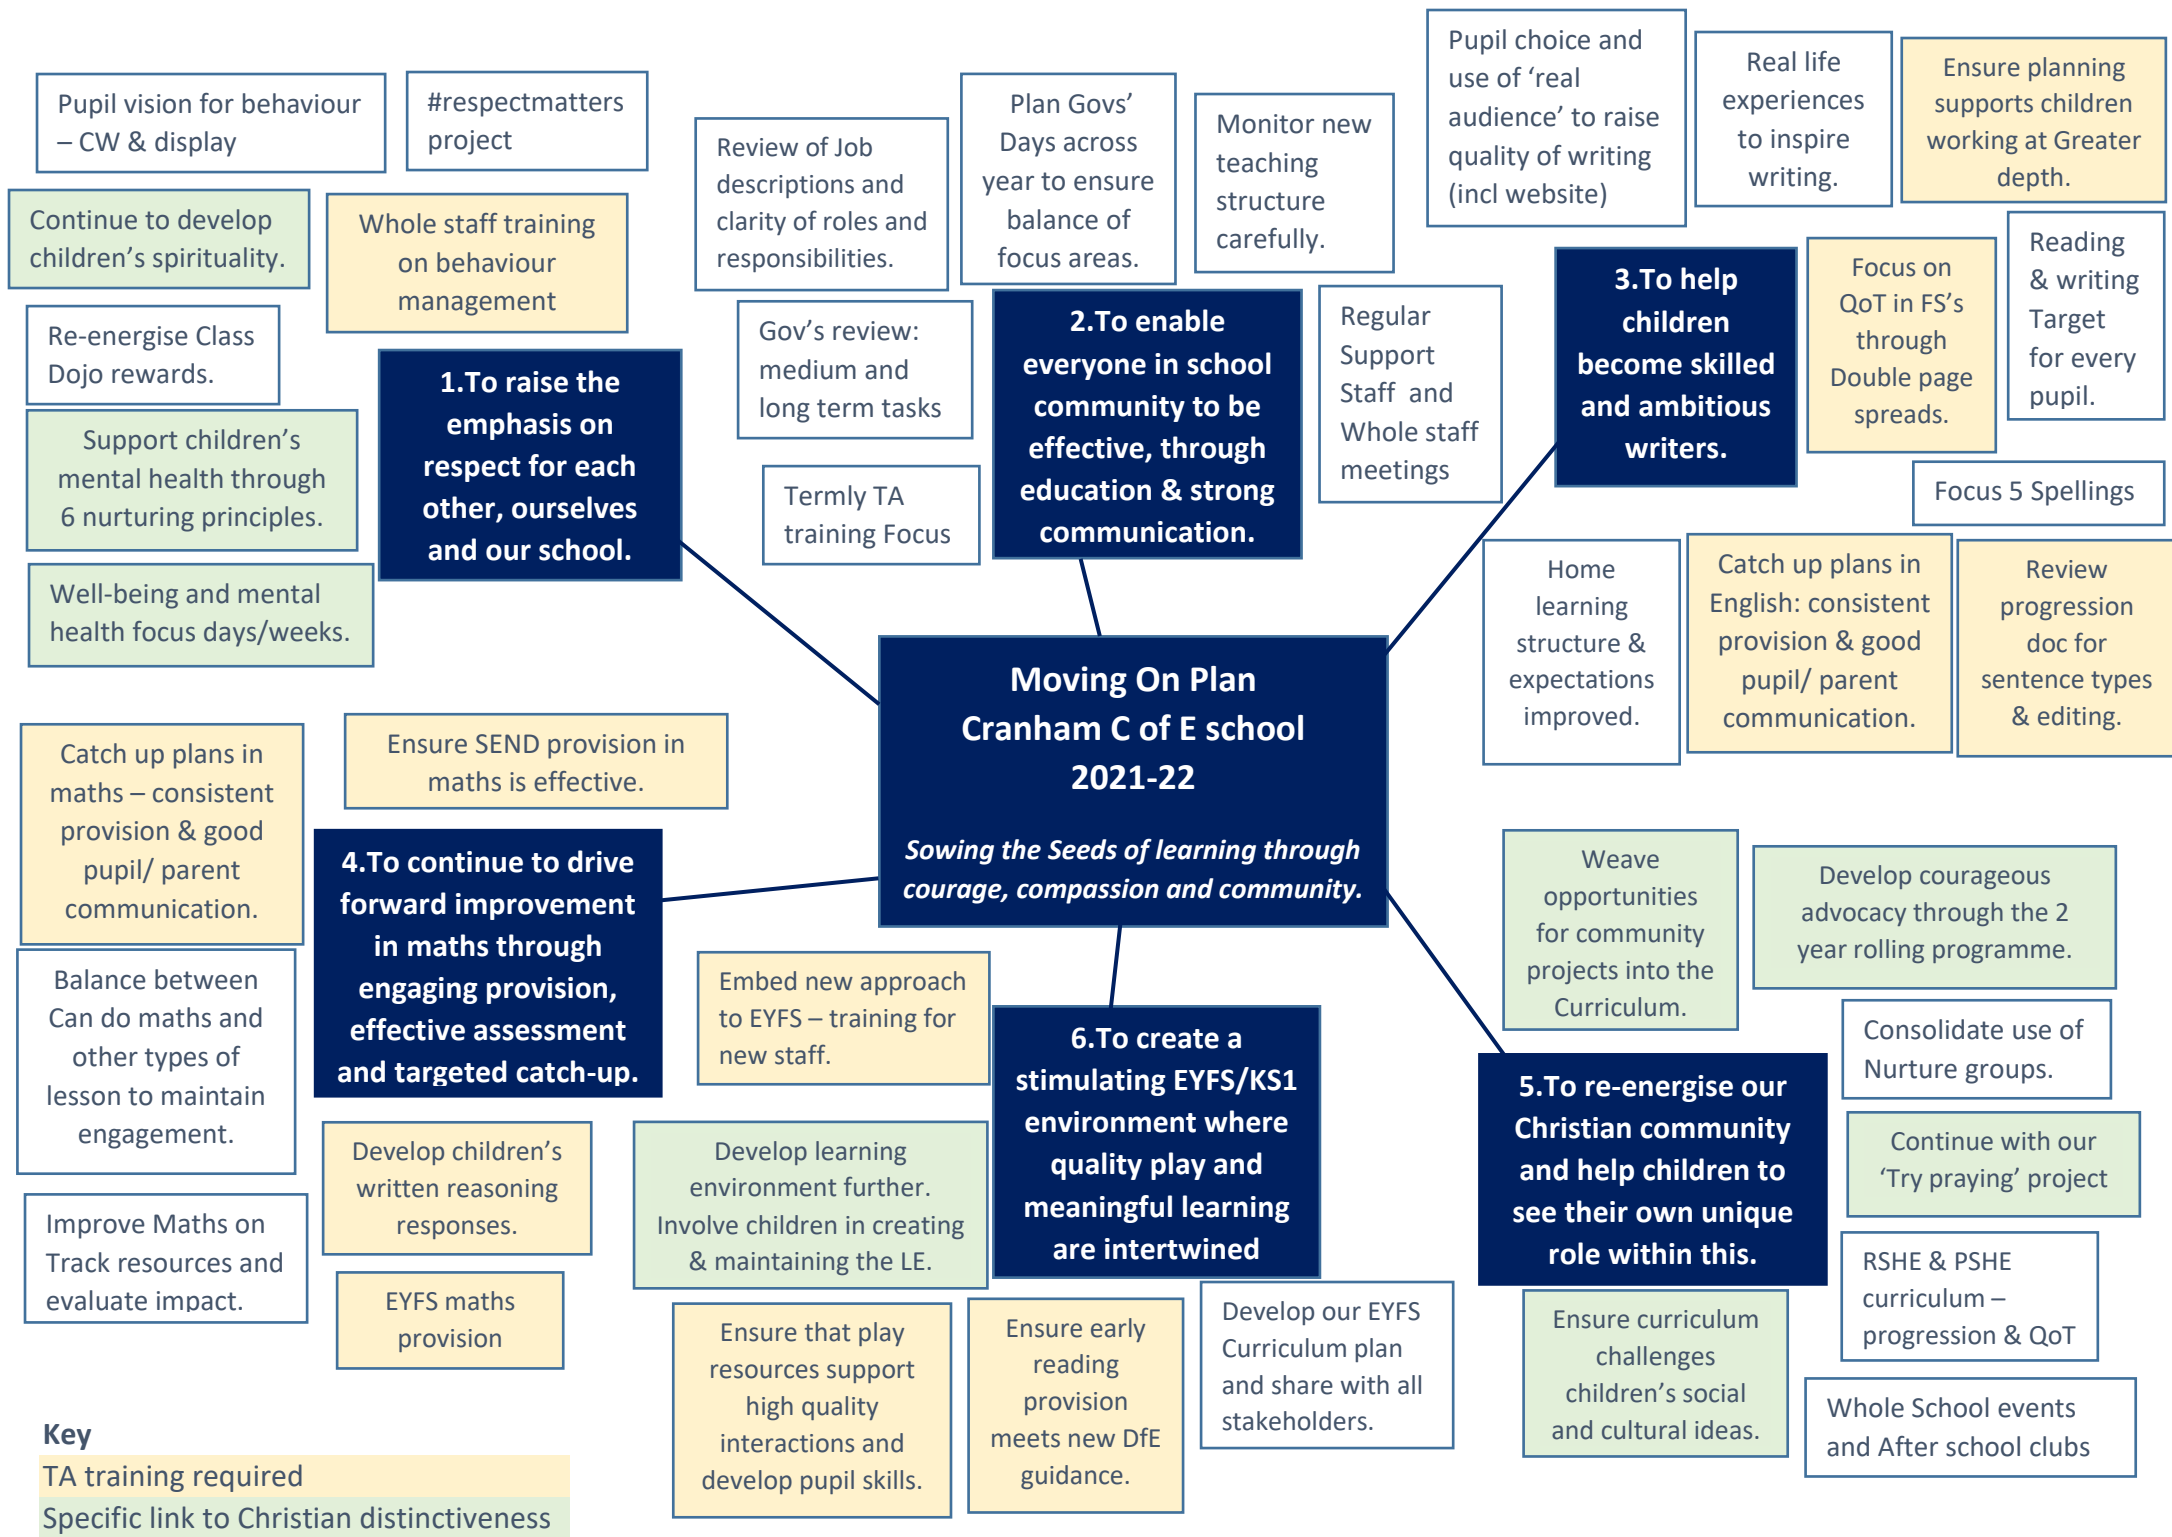 Pupil vision for behaviour
– CW & display
#respectmatters
project
Continue to develop
children’s spirituality.
Whole staff training
on behaviour
management
Re-energise Class
Dojo rewards.
Support children’s
mental health through
6 nurturing principles.
Well-being and mental
health focus days/weeks.
1.To raise the
emphasis on
respect for each
other, ourselves
and our school.
Review of Job
descriptions and
clarity of roles and
responsibilities.
Plan Govs’
Days across
year to ensure
balance of
focus areas.
Monitor new
teaching
structure
carefully.
Gov’s review:
medium and
long term tasks
Termly TA
training Focus
2.To enable
everyone in school
community to be
effective, through
education & strong
communication.
Regular
Support
Staff  and
Whole staff
meetings
Pupil choice and
use of ‘real
audience’ to raise
quality of writing
(incl website)
Real life
experiences
to inspire
writing.
Ensure planning
supports children
working at Greater
depth.
3.To help
children
become skilled
and ambitious
writers.
Focus on
QoT in FS’s
through
Double page
spreads.
Reading
& writing
Target
for every
pupil.
Focus 5 Spellings
Home
learning
structure &
expectations
improved.
Catch up plans in
English: consistent
provision & good
pupil/ parent
communication.
Review
progression
doc for
sentence types
& editing.
Moving On Plan
Cranham C of E school
2021-22
Sowing the Seeds of learning through
courage, compassion and community.
Catch up plans in
maths – consistent
provision & good
pupil/ parent
communication.
Ensure SEND provision in
maths is effective.
4.To continue to drive
forward improvement
in maths through
engaging provision,
effective assessment
and targeted catch-up.
Balance between
Can do maths and
other types of
lesson to maintain
engagement.
Improve Maths on
Track resources and
evaluate impact.
Develop children’s
written reasoning
responses.
EYFS maths
provision
Embed new approach
to EYFS – training for
new staff.
6.To create a
stimulating EYFS/KS1
environment where
quality play and
meaningful learning
are intertwined
Develop learning
environment further.
Involve children in creating
& maintaining the LE.
Ensure that play
resources support
high quality
interactions and
develop pupil skills.
Ensure early
reading
provision
meets new DfE
guidance.
Develop our EYFS
Curriculum plan
and share with all
stakeholders.
Weave
opportunities
for community
projects into the
Curriculum.
Develop courageous
advocacy through the 2
year rolling programme.
5.To re-energise our
Christian community
and help children to
see their own unique
role within this.
Consolidate use of
Nurture groups.
Continue with our
‘Try praying’ project
RSHE & PSHE
curriculum –
progression & QoT
Ensure curriculum
challenges
children’s social
and cultural ideas.
Whole School events
and After school clubs
Key
TA training required
Specific link to Christian distinctiveness